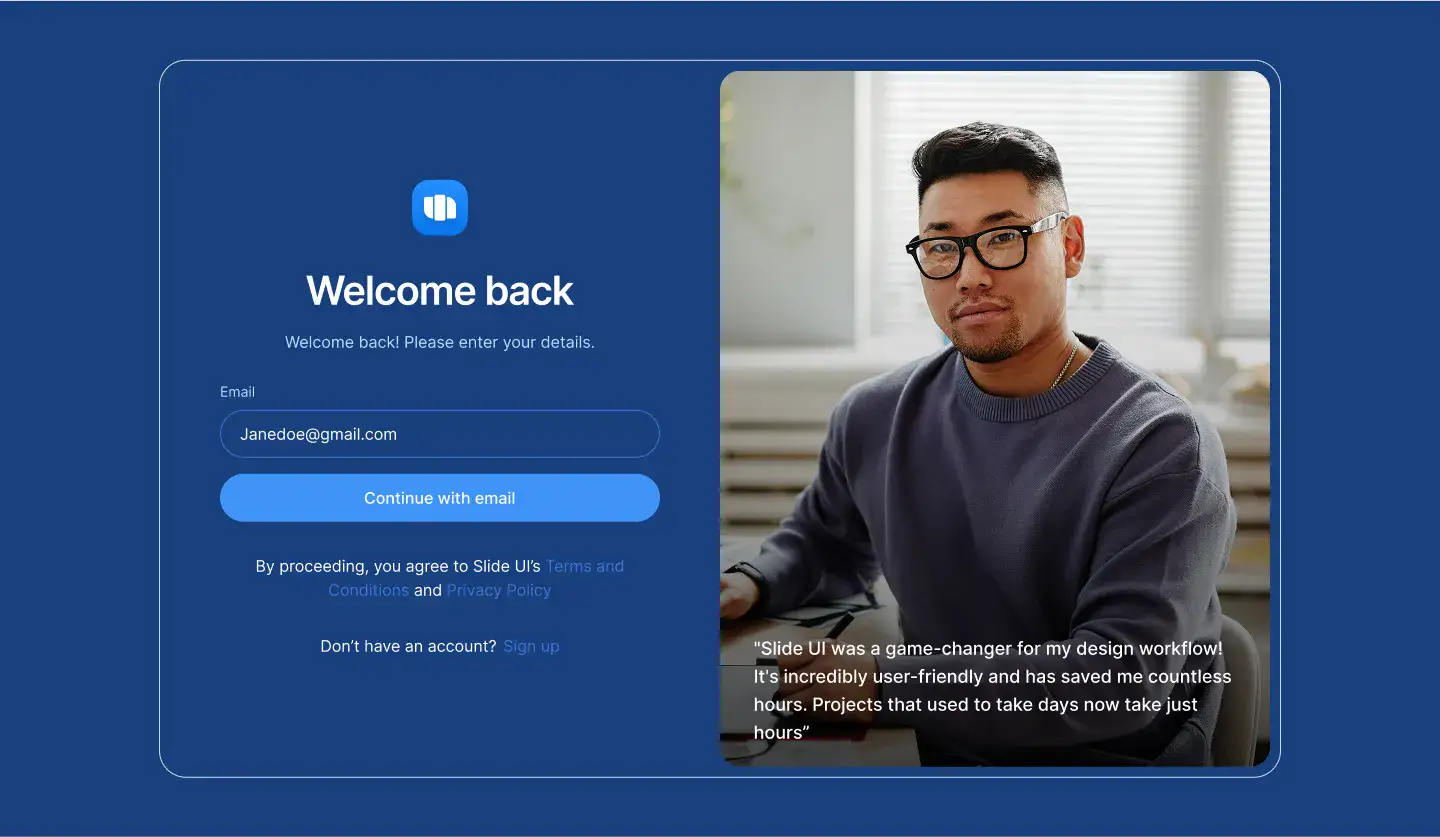 Welcome back
Welcome back! Please enter your details.
Email
Janedoe@gmail.com
Continue with email
By proceeding, you agree to Slide UI’s Terms and
Conditions and Privacy Policy
Don’t have an account? Sign up
"Slide UI was a game-changer for my design workflow!
It's incredibly user-friendly and has saved me countless
hours. Projects that used to take days now take just
hours”